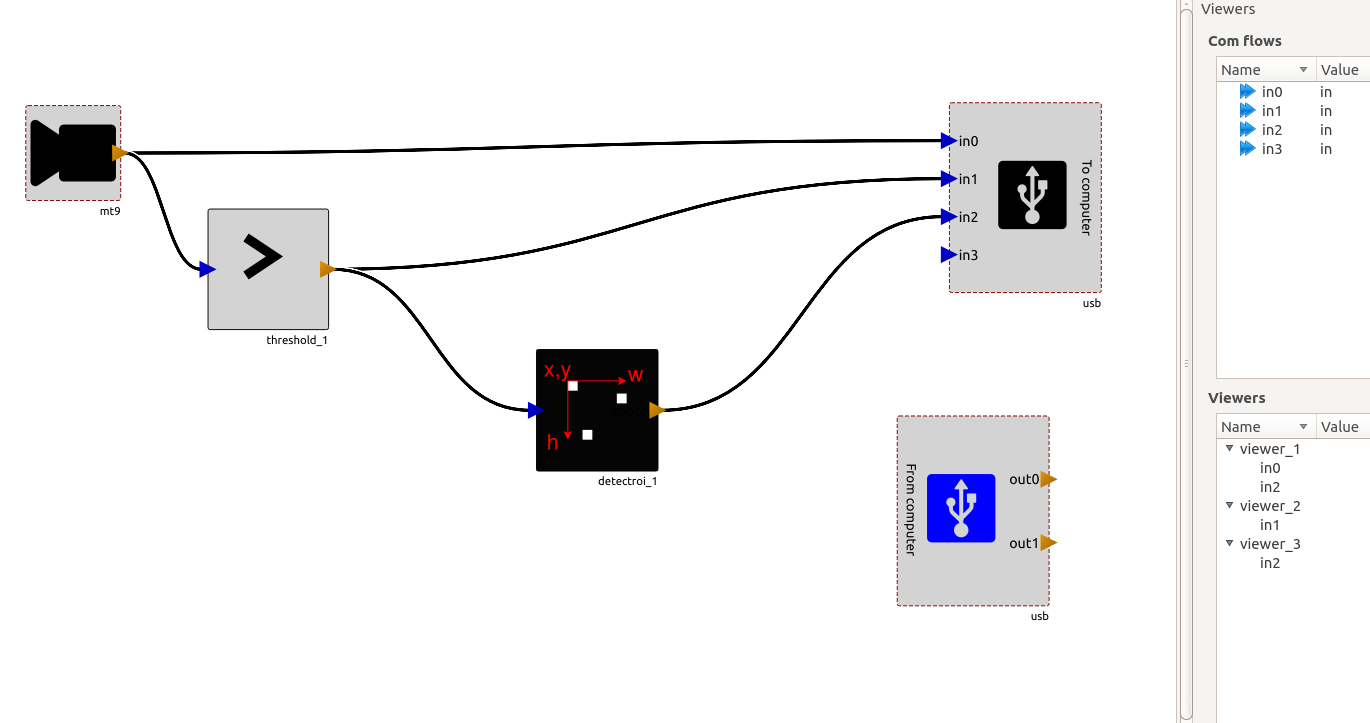 mt9
>
threshold_1
x,y
w
h
detectroi_1
in0
in1
in2
in3
To computer
usb
From computer
out0
out1
usb
Viewers
Com flows
Name Value
in0 in
in1 in
in2 in
in3 in
Viewers
Name Value
viewer_1
in0
in2
viewer_2
in1
viewer_3
in2